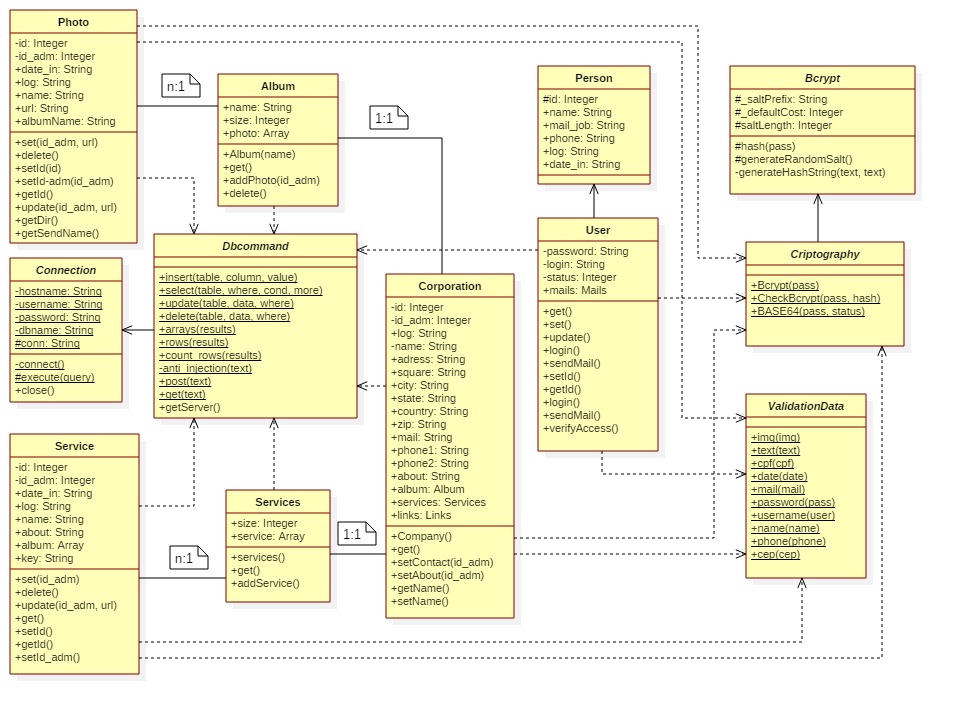 Photo
-id: Integer
-id_adm: Integer
+date_in: String
+log: String
+name: String
+url: String
+albumName: String
+set(id_adm, url)
+delete()
+setId(id)
+setId-adm(id_adm)
+getId()
+update(id_adm, url)
+getDir()
+getSendName()
n:1
Album
+name: String
+size: Integer
+photo: Array
+Album(name)
+get()
+addPhoto(id_adm)
+delete()
1:1
Person
#id: Integer
+name: String
+mail_job: String
+phone: String
+log: String
+date_in: String
Bcrypt
#_saltPrefix: String
#_defaultCost: Integer
#saltLength: Integer
#hash(pass)
#generateRandomSalt()
-generateHashString(text, text)
Connection
-hostname: String
-username: String
-password: String
-dbname: String
#conn: String
-connect()
#execute(query)
+close()
Dbcommand
+insert(table, column, value)
+select(table, where, cond, more)
+update(table, data, where)
+delete(table, data, where)
+arrays(results)
+rows(results)
+count_rows(results)
-anti_injection(text)
+post(text)
+get(text)
+getServer()
Corporation
-id: Integer
-id_adm: Integer
+log: String
-name: String
+adress: String
+square: String
+city: String
+state: String
+country: String
+zip: String
+mail: String
+phone1: String
+phone2: String
+about: String
+album: Album
+services: Services
+links: Links
+Company()
+get()
+setContact(id_adm)
+setAbout(id_adm)
+getName()
+setName()
User
-password: String
-login: String
-status: Integer
+mails: Mails
+get()
+set()
+update()
+login()
+sendMail()
+setId()
+getId()
+login()
+sendMail()
+verifyAccess()
Criptography
+Bcrypt(pass)
+CheckBcrypt(pass, hash)
+BASE64(pass, status)
Service
-id: Integer
-id_adm: Integer
+date_in: String
+log: String
+name: String
+about: String
+album: Array
+key: String
+set(id_adm)
+delete()
+update(id_adm, url)
+get()
+setId()
+getId()
+setId_adm()
n:1
Services
+size: Integer
+service: Array
+services()
+get()
+addService()
1:1
ValidationData
+img(img)
+text(text)
+cpf(cpf)
+date(date)
+mail(mail)
+password(pass)
+username(user)
+name(name)
+phone(phone)
+cep(cep)